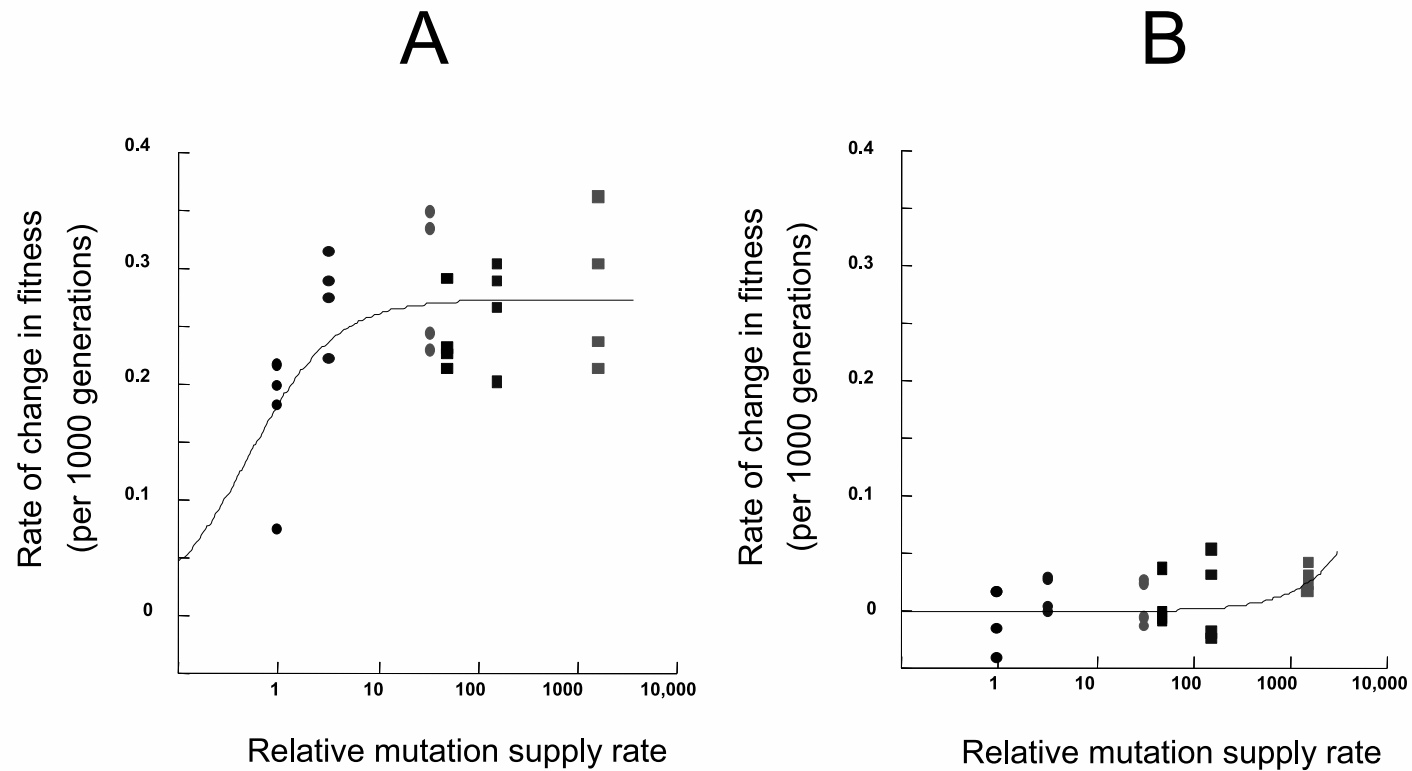 A
Rate of change in fitness
(per 1000 generations)
0.4
0.3
0.2
0.1
0
1 10 100 1000 10,000
Relative mutation supply rate
B
Rate of change in fitness
(per 1000 generations)
0.4
0.3
0.2
0.1
0
1 10 100 1000 10,000
Relative mutation supply rate